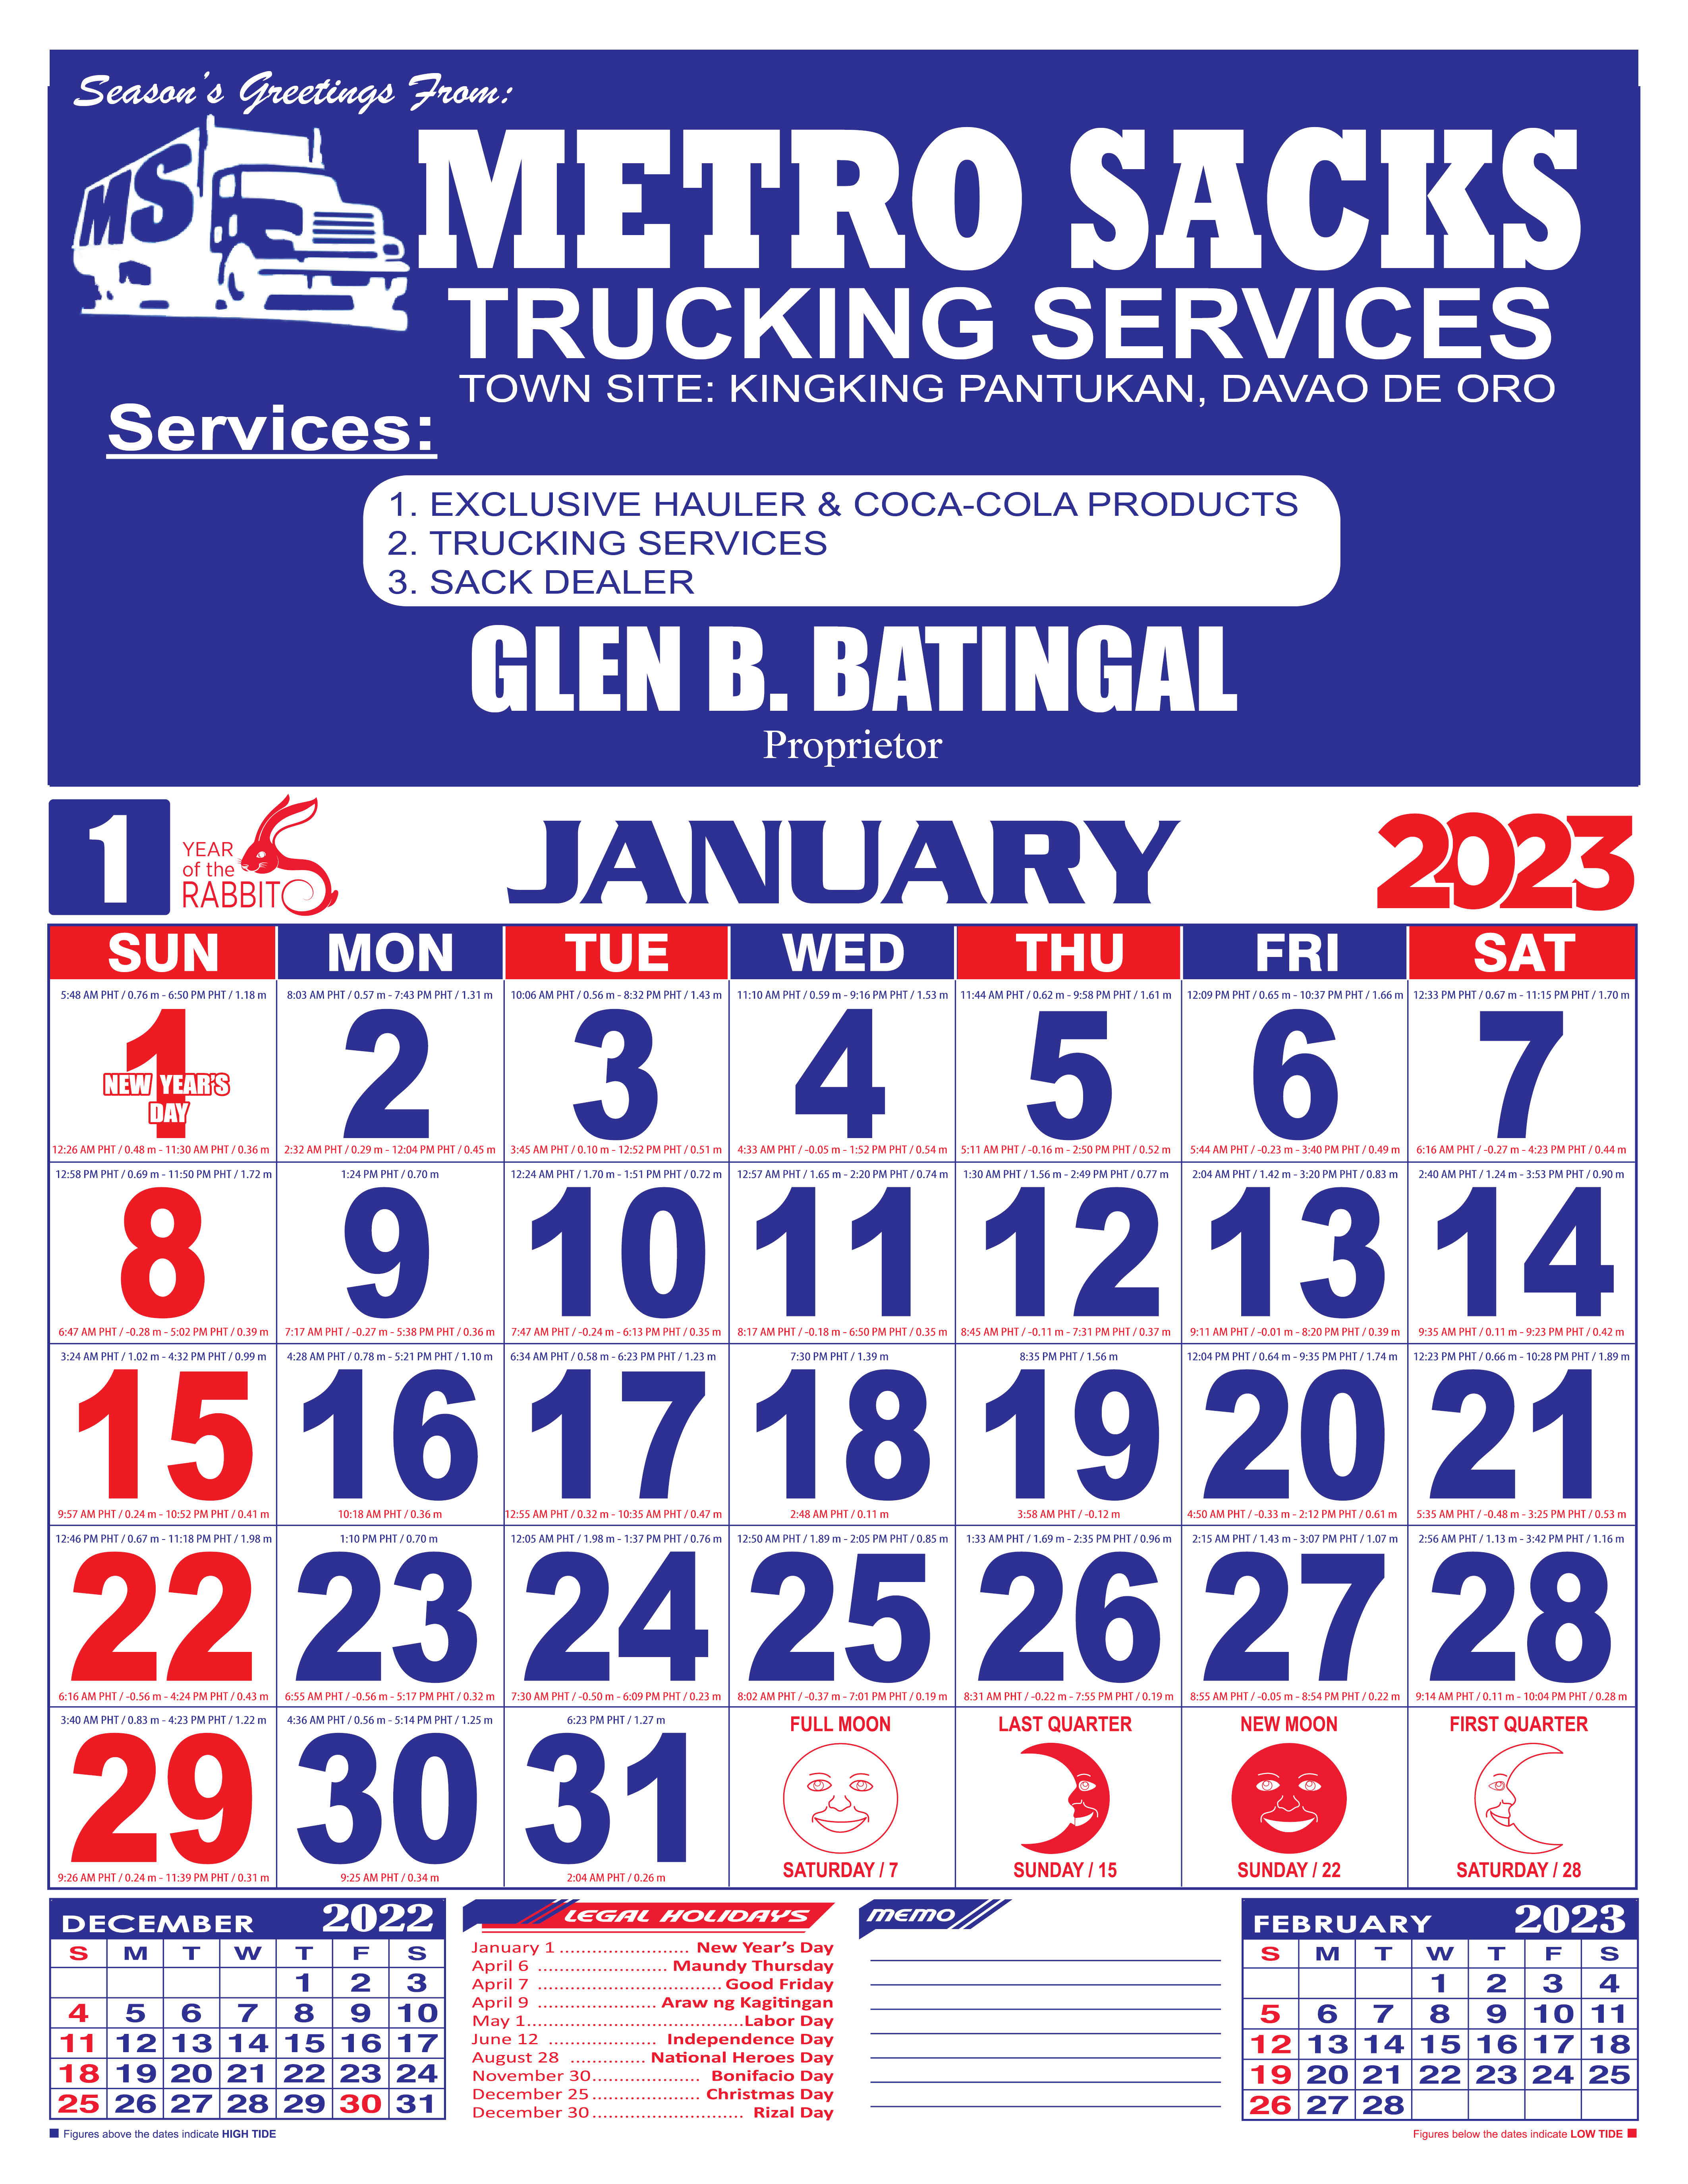 Season's Greetings From:
MS
METRO SACKS
TRUCKING SERVICES
TOWN SITE: KINGKING PANTUKAN, DAVAO DE ORO
Services:
1. EXCLUSIVE HAULER & COCA-COLA PRODUCTS
2. TRUCKING SERVICES
3. SACK DEALER
GLEN B. BATINGAL
Proprietor
1
YEAR
of the
RABBIT
JANUARY
2023
SUN MON TUE WED THU FRI SAT
5:48 AM PHT / 0.76 m - 6:50 PM PHT / 1.18 m 8:03 AM PHT / 0.57 m - 7:43 PM PHT / 1.31 m 10:06 AM PHT / 0.56 m - 8:32 PM PHT / 1.43 m 11:10 AM PHT / 0.59 m - 9:16 PM PHT / 1.53 m 11:44 AM PHT / 0.62 m - 9:58 PM PHT / 1.61 m 12:09 PM PHT / 0.65 m - 10:37 PM PHT / 1.66 m 12:33 PM PHT / 0.67 m - 11:15 PM PHT / 1.70 m
1 2 3 4 5 6 7
NEW YEAR'S
DAY
12:26 AM PHT / 0.48 m - 11:30 AM PHT / 0.36 m 2:32 AM PHT / 0.29 m - 12:04 PM PHT / 0.45 m 3:45 AM PHT / 0.10 m - 12:52 PM PHT / 0.51 m 4:33 AM PHT / -0.05 m - 1:52 PM PHT / 0.54 m 5:11 AM PHT / -0.16 m - 2:50 PM PHT / 0.52 m 5:44 AM PHT / -0.23 m - 3:40 PM PHT / 0.49 m 6:16 AM PHT / -0.27 m - 4:23 PM PHT / 0.44 m
12:58 PM PHT / 0.69 m - 11:50 PM PHT / 1.72 m 1:24 PM PHT / 0.70 m 12:24 AM PHT / 1.70 m - 1:51 PM PHT / 0.72 m 12:57 AM PHT / 1.65 m - 2:20 PM PHT / 0.74 m 1:30 AM PHT / 1.56 m - 2:49 PM PHT / 0.77 m 2:04 AM PHT / 1.42 m - 3:20 PM PHT / 0.83 m 2:40 AM PHT / 1.24 m - 3:53 PM PHT / 0.90 m
8 9 10 11 12 13 14
6:47 AM PHT / -0.28 m - 5:02 PM PHT / 0.39 m 7:17 AM PHT / -0.27 m - 5:38 PM PHT / 0.36 m 7:47 AM PHT / -0.24 m - 6:13 PM PHT / 0.35 m 8:17 AM PHT / -0.18 m - 6:50 PM PHT / 0.35 m 8:45 AM PHT / -0.11 m - 7:31 PM PHT / 0.37 m 9:11 AM PHT / -0.01 m - 8:20 PM PHT / 0.39 m 9:35 AM PHT / 0.11 m - 9:23 PM PHT / 0.42 m
3:24 AM PHT / 1.02 m - 4:32 PM PHT / 0.99 m 4:28 AM PHT / 0.78 m - 5:21 PM PHT / 1.10 m 6:34 AM PHT / 0.58 m - 6:23 PM PHT / 1.23 m 7:30 PM PHT / 1.39 m 8:35 PM PHT / 1.56 m 12:04 PM PHT / 0.64 m - 9:35 PM PHT / 1.74 m 12:23 PM PHT / 0.66 m - 10:28 PM PHT / 1.89 m
15 16 17 18 19 20 21
9:57 AM PHT / 0.24 m - 10:52 PM PHT / 0.41 m 10:18 AM PHT / 0.36 m 12:55 AM PHT / 0.32 m - 10:35 AM PHT / 0.47 m 2:48 AM PHT / 0.11 m 3:58 AM PHT / -0.12 m 4:50 AM PHT / -0.33 m - 2:12 PM PHT / 0.61 m 5:35 AM PHT / -0.48 m - 3:25 PM PHT / 0.53 m
12:46 PM PHT / 0.67 m - 11:18 PM PHT / 1.98 m 1:10 PM PHT / 0.70 m 12:05 AM PHT / 1.98 m - 1:37 PM PHT / 0.76 m 12:50 AM PHT / 1.89 m - 2:05 PM PHT / 0.85 m 1:33 AM PHT / 1.69 m - 2:35 PM PHT / 0.96 m 2:15 AM PHT / 1.43 m - 3:07 PM PHT / 1.07 m 2:56 AM PHT / 1.13 m - 3:42 PM PHT / 1.16 m
22 23 24 25 26 27 28
6:16 AM PHT / -0.56 m - 4:24 PM PHT / 0.43 m 6:55 AM PHT / -0.56 m - 5:17 PM PHT / 0.32 m 7:30 AM PHT / -0.50 m - 6:09 PM PHT / 0.23 m 8:02 AM PHT / -0.37 m - 7:01 PM PHT / 0.19 m 8:31 AM PHT / -0.22 m - 7:55 PM PHT / 0.19 m 8:55 AM PHT / -0.05 m - 8:54 PM PHT / 0.22 m 9:14 AM PHT / 0.11 m - 10:04 PM PHT / 0.28 m
3:40 AM PHT / 0.83 m - 4:23 PM PHT / 1.22 m 4:36 AM PHT / 0.56 m - 5:14 PM PHT / 1.25 m 6:23 PM PHT / 1.27 m FULL MOON LAST QUARTER NEW MOON FIRST QUARTER
29 30 31
SATURDAY / 7 SUNDAY / 15 SUNDAY / 22 SATURDAY / 28
9:26 AM PHT / 0.24 m - 11:39 PM PHT / 0.31 m 9:25 AM PHT / 0.34 m 2:04 AM PHT / 0.26 m
DECEMBER 2022
S M T W T F S
1 2 3
4 5 6 7 8 9 10
11 12 13 14 15 16 17
18 19 20 21 22 23 24
25 26 27 28 29 30 31
LEGAL HOLIDAYS
January 1 ........................ New Year's Day
April 6 ........................ Maundy Thursday
April 7 .................................. Good Friday
April 9 ...................... Araw ng Kagitingan
May 1........................................Labor Day
June 12 .................... Independence Day
August 28 .............. National Heroes Day
November 30.................... Bonifacio Day
December 25.................... Christmas Day
December 30............................ Rizal Day
MEMO
FEBRUARY 2023
S M T W T F S
1 2 3 4
5 6 7 8 9 10 11
12 13 14 15 16 17 18
19 20 21 22 23 24 25
26 27 28
Figures above the dates indicate HIGH TIDE
Figures below the dates indicate LOW TIDE